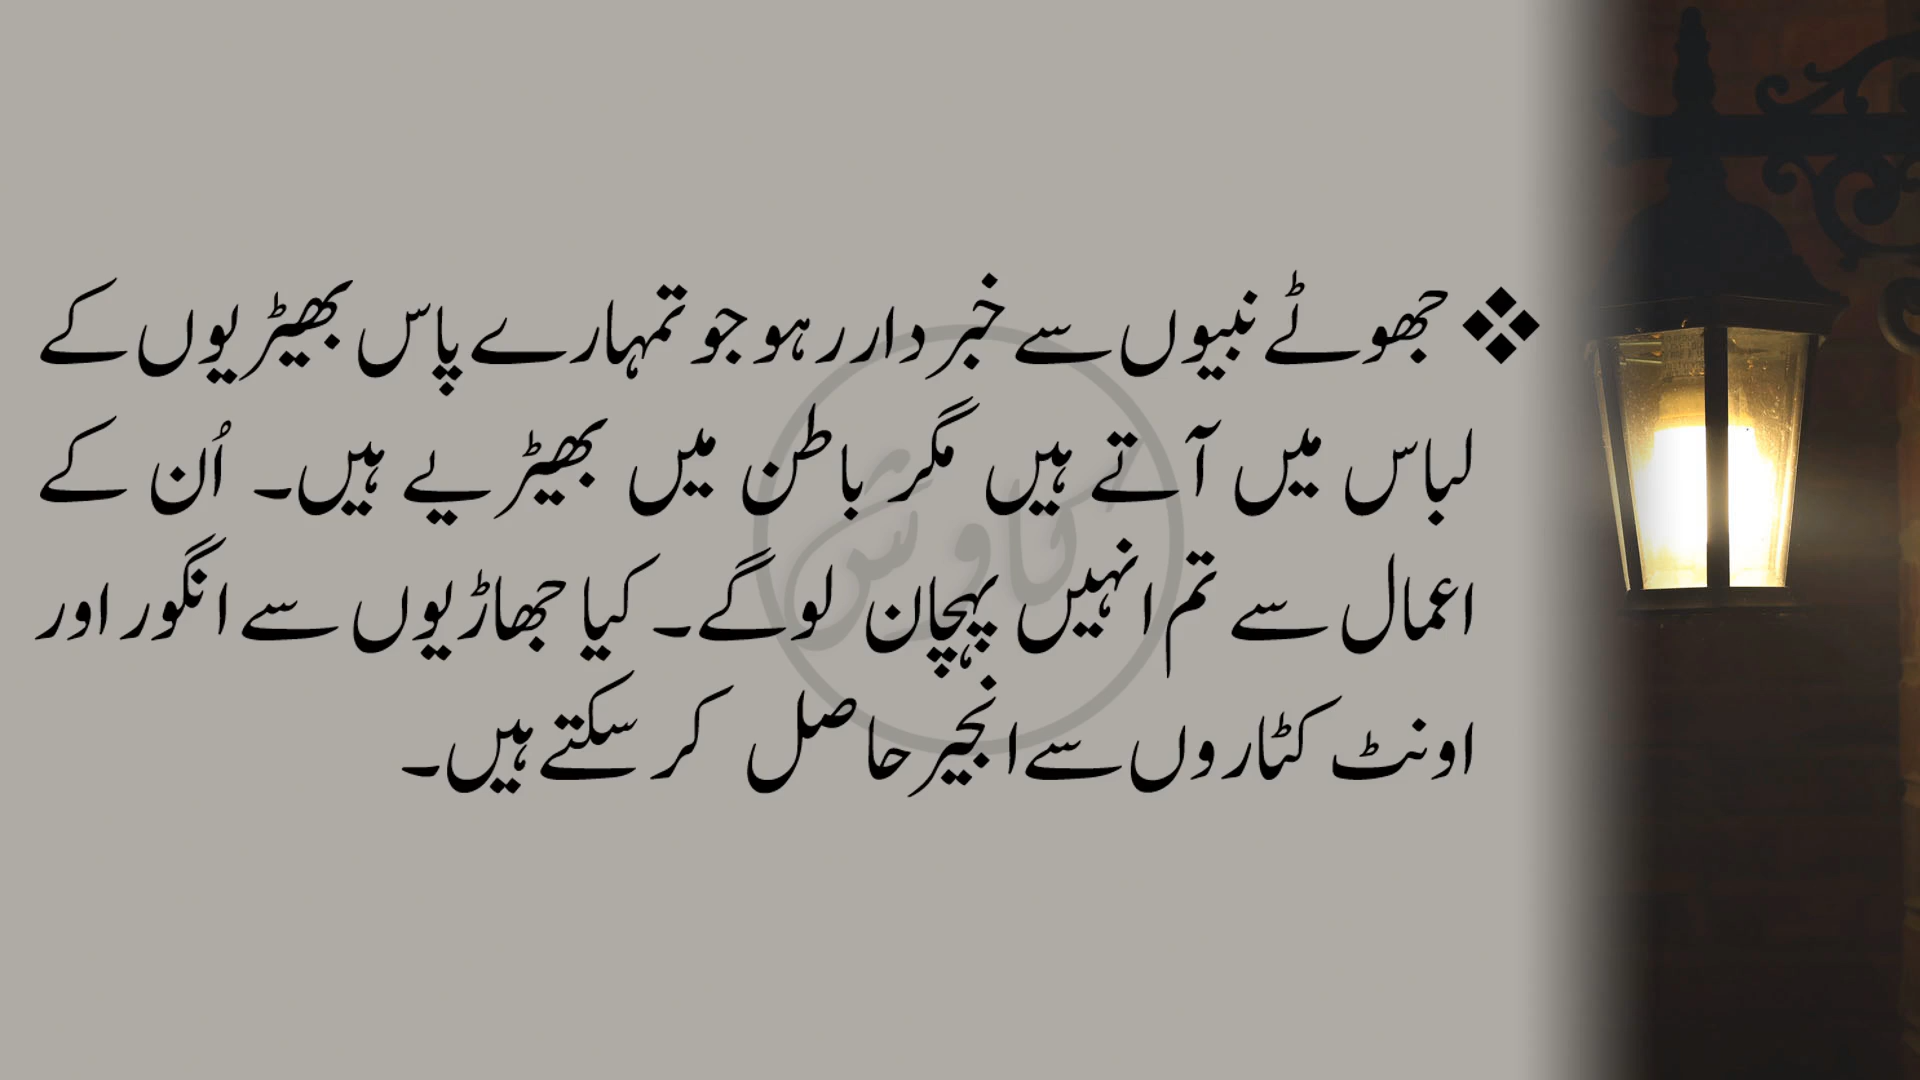 ❖ جھوٹے نبیوں سے خبردار رہو جو تمہارے پاس بھیڑیوں کے
لباس میں آتے ہیں مگر باطن میں بھیڑیے ہیں۔ اُن کے
اعمال سے تم انہیں پہچان لو گے۔ کیا جھاڑیوں سے انگور اور
اونٹ کٹاروں سے انجیر حاصل کر سکتے ہیں۔
کاوش